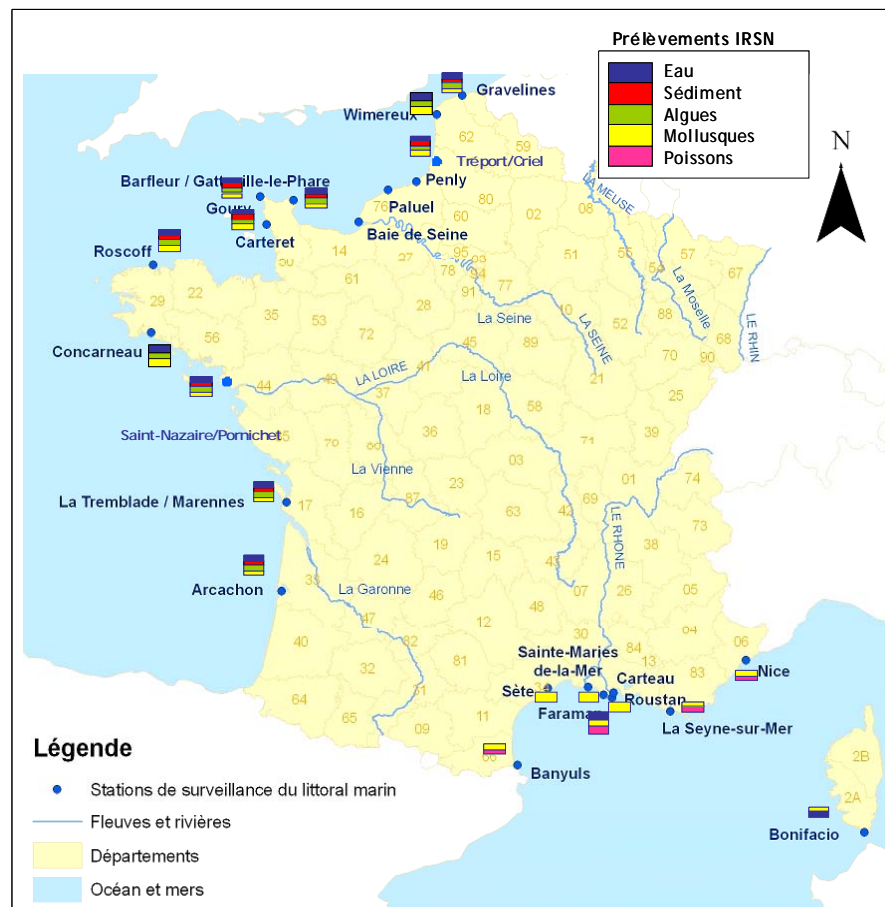 Prélèvements IRSN
Eau
Sédiment
Algues
Mollusques
Poissons
N
Gravelines
Wimereux
62
59
Tréport/Criel
Barfleur / Gatteville-le-Phare
Penly
LA MEUSE
76
80
08
Paluel
Goury
60
02
Carteret
Baie de Seine
57
14
27
95
51
55
54
67
50
Roscoff
61
78
94
77
La Moselle
91
22
29
28
10
88
35
53
La Seine
52
68
LE RHIN
56
72
LA SEINE
Concarneau
45
89
70
90
41
LA LOIRE
La Loire
21
44
49
37
25
18
58
Saint-Nazaire/Pornichet
36
39
85
79
86
71
La Vienne
03
01
74
La Tremblade / Marennes
87
23
69
17
16
63
42
LE RHONE
73
38
19
24
15
Arcachon
43
33
La Garonne
46
07
26
05
48
47
12
40
82
30
84
04
06
Sainte-Maries
de-la-Mer
81
13
32
Carteau
83
Nice
Sète
34
31
Roustan
64
Faraman
65
11
La Seyne-sur-Mer
09
Légende
66
2B
Banyuls
Stations de surveillance du littoral marin
2A
Fleuves et rivières
Bonifacio
Départements
Océan et mers